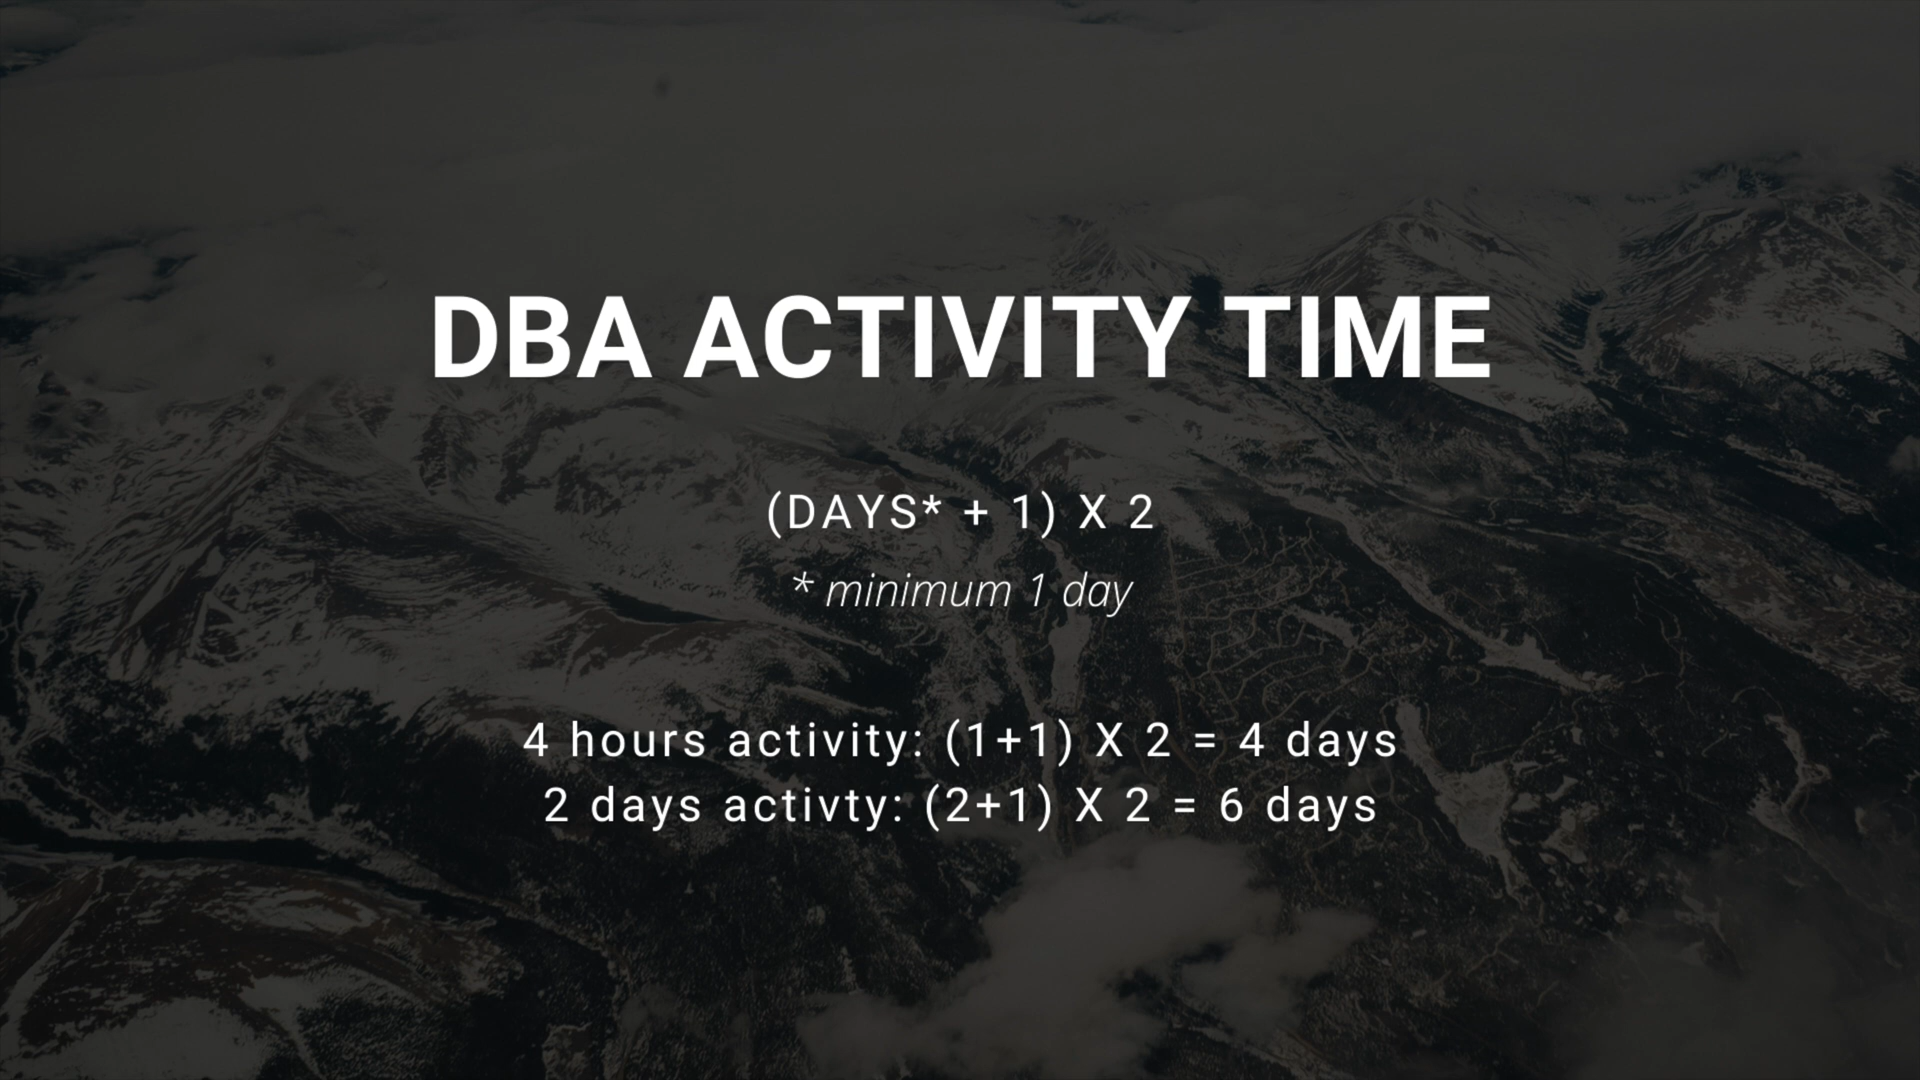 DBA ACTIVITY TIME
(DAYS* + 1) X 2
* minimum 1 day
4 hours activity: (1+1) X 2 = 4 days
2 days activty: (2+1) X 2 = 6 days